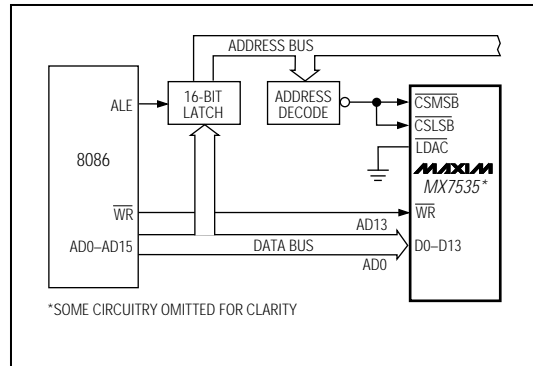 ADDRESS BUS
ALE
16-BIT
LATCH
ADDRESS
DECODE
CSMSB
CSLSB
LDAC
MAXIM
MX7535*
8086
WR
WR
AD13
AD0–AD15
DATA BUS
D0–D13
AD0
*SOME CIRCUITRY OMITTED FOR CLARITY